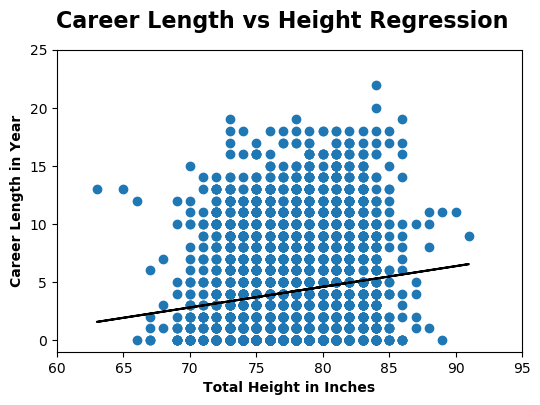 Career Length vs Height Regression
25
20
15
10
5
0
Career Length in Year
60 65 70 75 80 85 90 95
Total Height in Inches